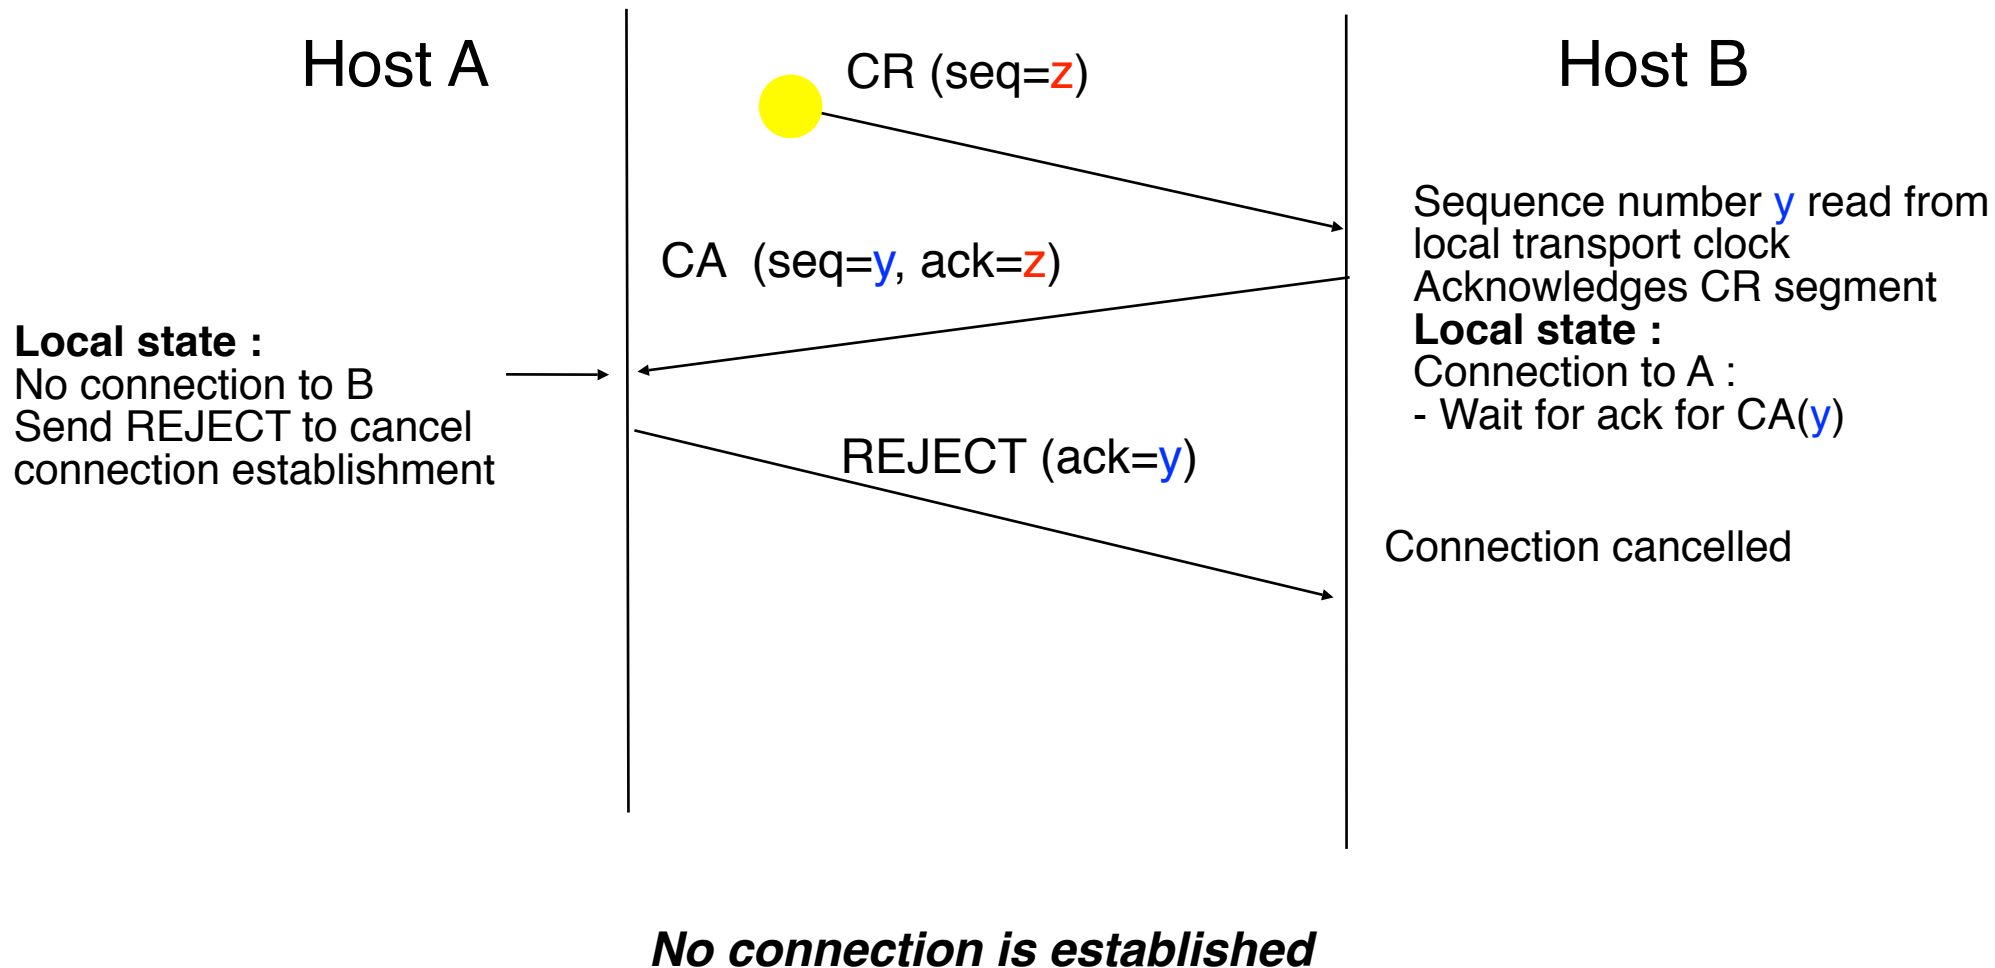 Host A
CR (seq=z)
Host B
Sequence number y read from
local transport clock
Acknowledges CR segment
Local state :
Connection to A :
- Wait for ack for CA(y)
CA (seq=y, ack=z)
Local state :
No connection to B
Send REJECT to cancel
connection establishment
REJECT (ack=y)
Connection cancelled
No connection is established